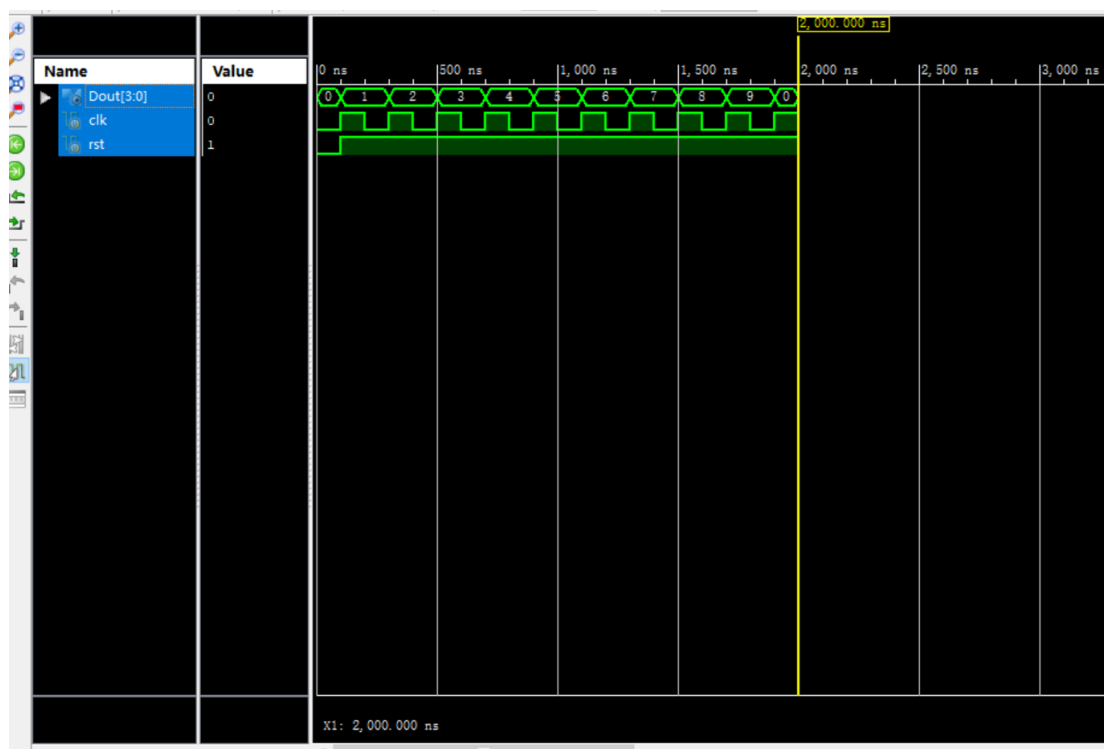 2,000.000 ns
Name Value
0 ns 500 ns 1,000 ns 1,500 ns 2,000 ns 2,500 ns 3,000 ns
Dout[3:0] 0 0 1 2 3 4 5 6 7 8 9 0
clk 0
rst 1
X1: 2,000.000 ns